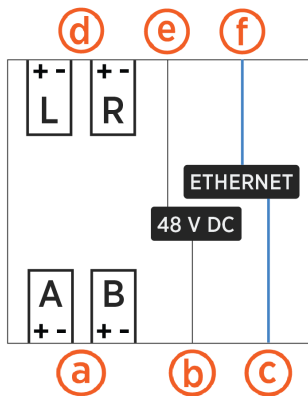 d e f
+ - + -
L R
ETHERNET
48 V DC
A B
+ - + -
a b c